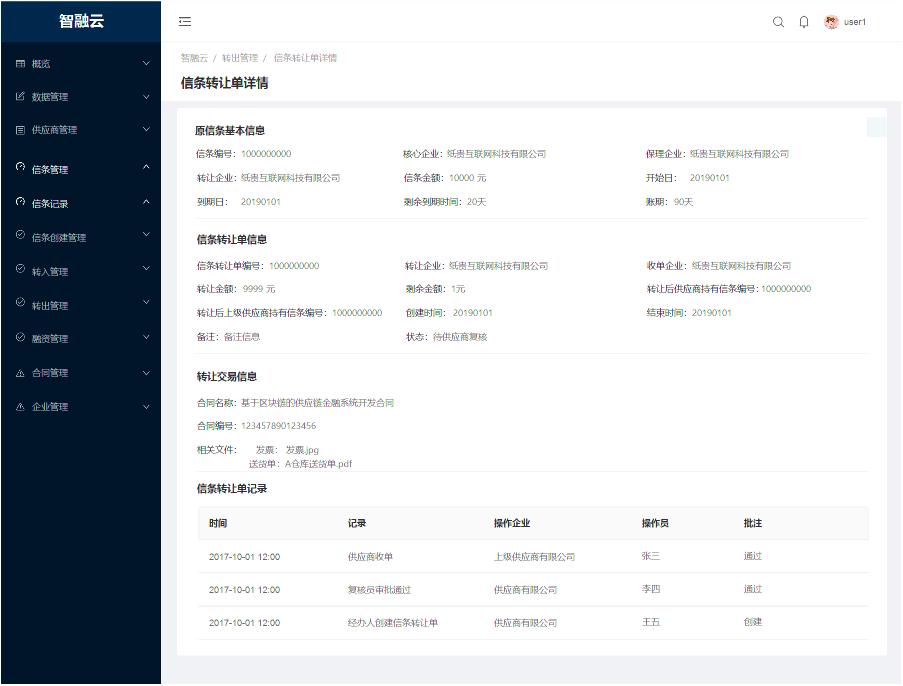 智融云
user1
概览
数据管理
供应商管理
信条管理
信条记录
信条创建管理
转入管理
转出管理
融资管理
合同管理
企业管理
智融云 / 转出管理 / 信条转让单详情
信条转让单详情
原信条基本信息
信条编号：1000000000 核心企业：纸贵互联网科技有限公司 保理企业：纸贵互联网科技有限公司
转让企业：纸贵互联网科技有限公司 信条金额：10000 元 开始日： 20190101
到期日： 20190101 剩余到期时间：20天 账期：90天
信条转让单信息
信条转让单编号：1000000000 转让企业：纸贵互联网科技有限公司 收单企业：纸贵互联网科技有限公司
转让金额：9999 元 剩余金额：1元 转让后供应商持有信条编号：1000000000
转让后上级供应商持有信条编号：1000000000 创建时间： 20190101 结束时间：20190101
备注：备注信息 状态：待供应商复核
转让交易信息
合同名称：基于区块链的供应链金融系统开发合同
合同编号：123457890123456
相关文件： 发票： 发票.jpg
送货单：A仓库送货单.pdf
信条转让单记录
时间 记录 操作企业 操作员 批注
2017-10-01 12:00 供应商收单 上级供应商有限公司 张三 通过
2017-10-01 12:00 复核员审批通过 供应商有限公司 李四 通过
2017-10-01 12:00 经办人创建信条转让单 供应商有限公司 王五 创建